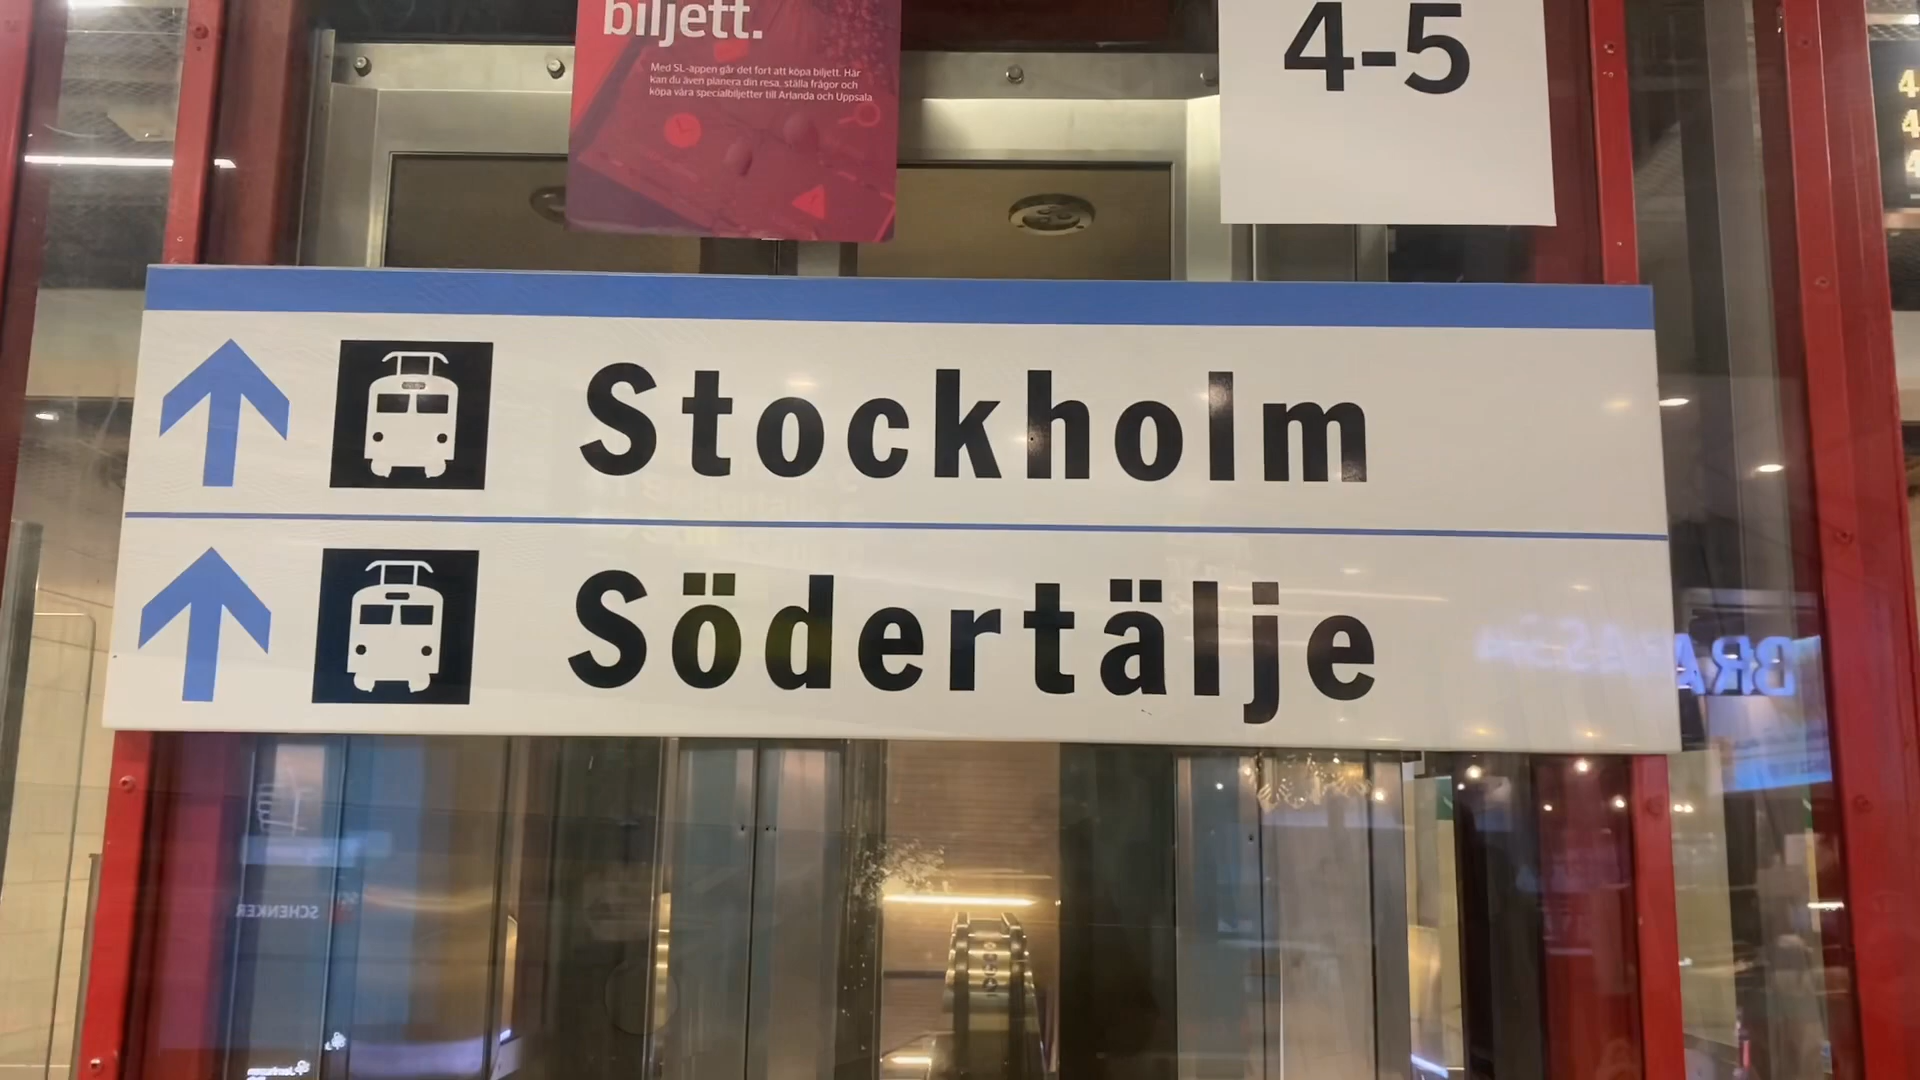 biljett.
Med SL-appen går det fort att köpa biljett. Här
kan du även planera din resa, ställa frågor och
köpa våra specialbiljetter till Arlanda och Uppsala
4-5
Stockholm
Södertälje
SCHENKER